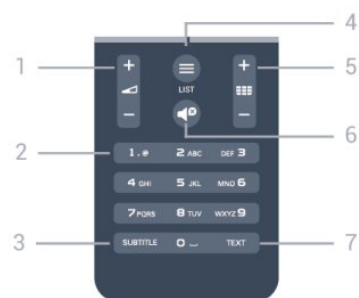 4
1 + + 5
LIST
− −
6
2 1.@ 2 ABC DEF 3
4 GHI 5 JKL MNO 6
7 PQRS 8 TUV WXYZ 9
3 SUBTITLE 0 ⌴ TEXT 7